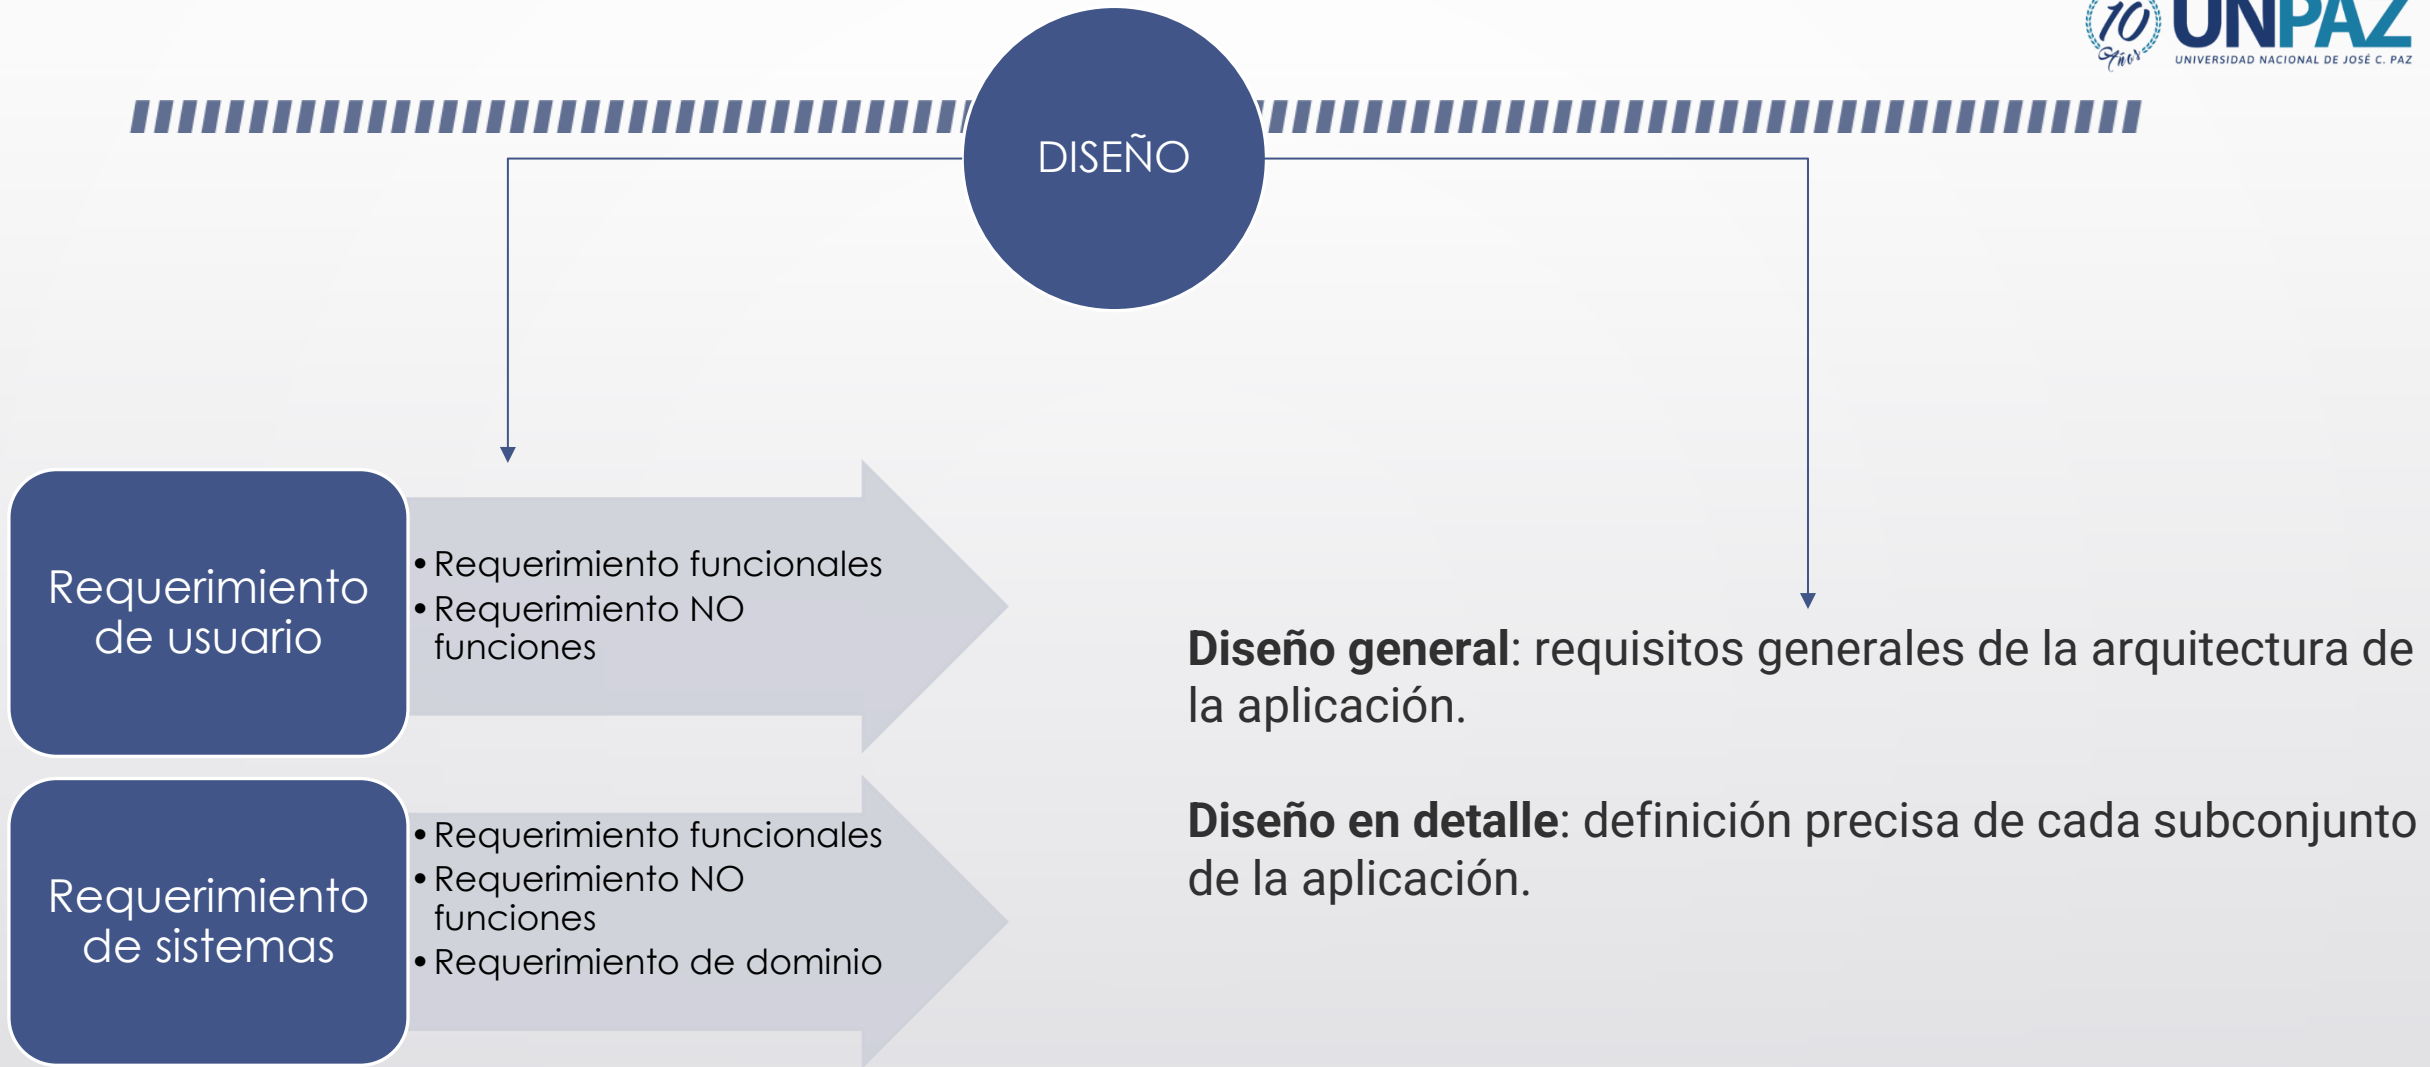 10
Años
UNPAZ
UNIVERSIDAD NACIONAL DE JOSÉ C. PAZ
DISEÑO
Requerimiento
de usuario
•Requerimiento funcionales
•Requerimiento NO
funciones
Requerimiento
de sistemas
•Requerimiento funcionales
•Requerimiento NO
funciones
•Requerimiento de dominio
Diseño general: requisitos generales de la arquitectura de
la aplicación.
Diseño en detalle: definición precisa de cada subconjunto
de la aplicación.